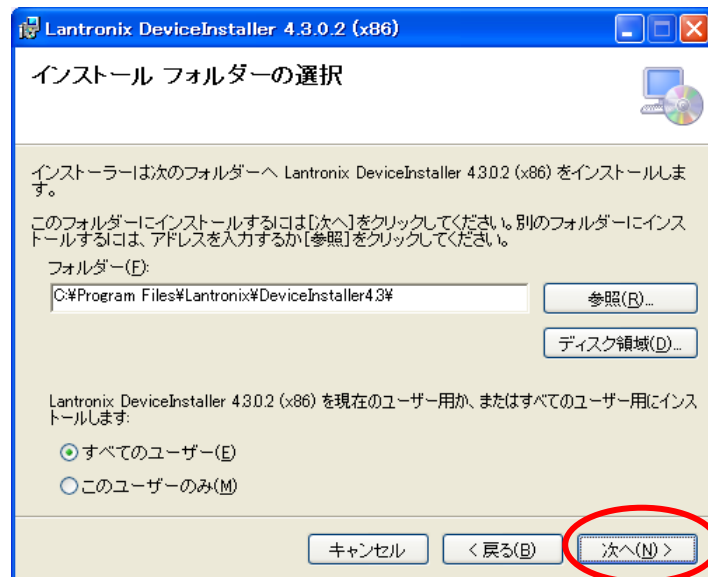 Lantronix DeviceInstaller 4.3.0.2 (x86)
インストール フォルダーの選択
インストーラーは次のフォルダーへ Lantronix DeviceInstaller 4.3.0.2 (x86) をインストールしま
す。
このフォルダーにインストールするには[次へ]をクリックしてください。別のフォルダーにインス
トールするには、アドレスを入力するか[参照]をクリックしてください。
フォルダー(F):
C:¥Program Files¥Lantronix¥DeviceInstaller4.3¥
参照(R)...
ディスク領域(D)...
Lantronix DeviceInstaller 4.3.0.2 (x86) を現在のユーザー用か、またはすべてのユーザー用にインス
トールします:
すべてのユーザー(E)
このユーザーのみ(M)
キャンセル
< 戻る(B)
次へ(N) >